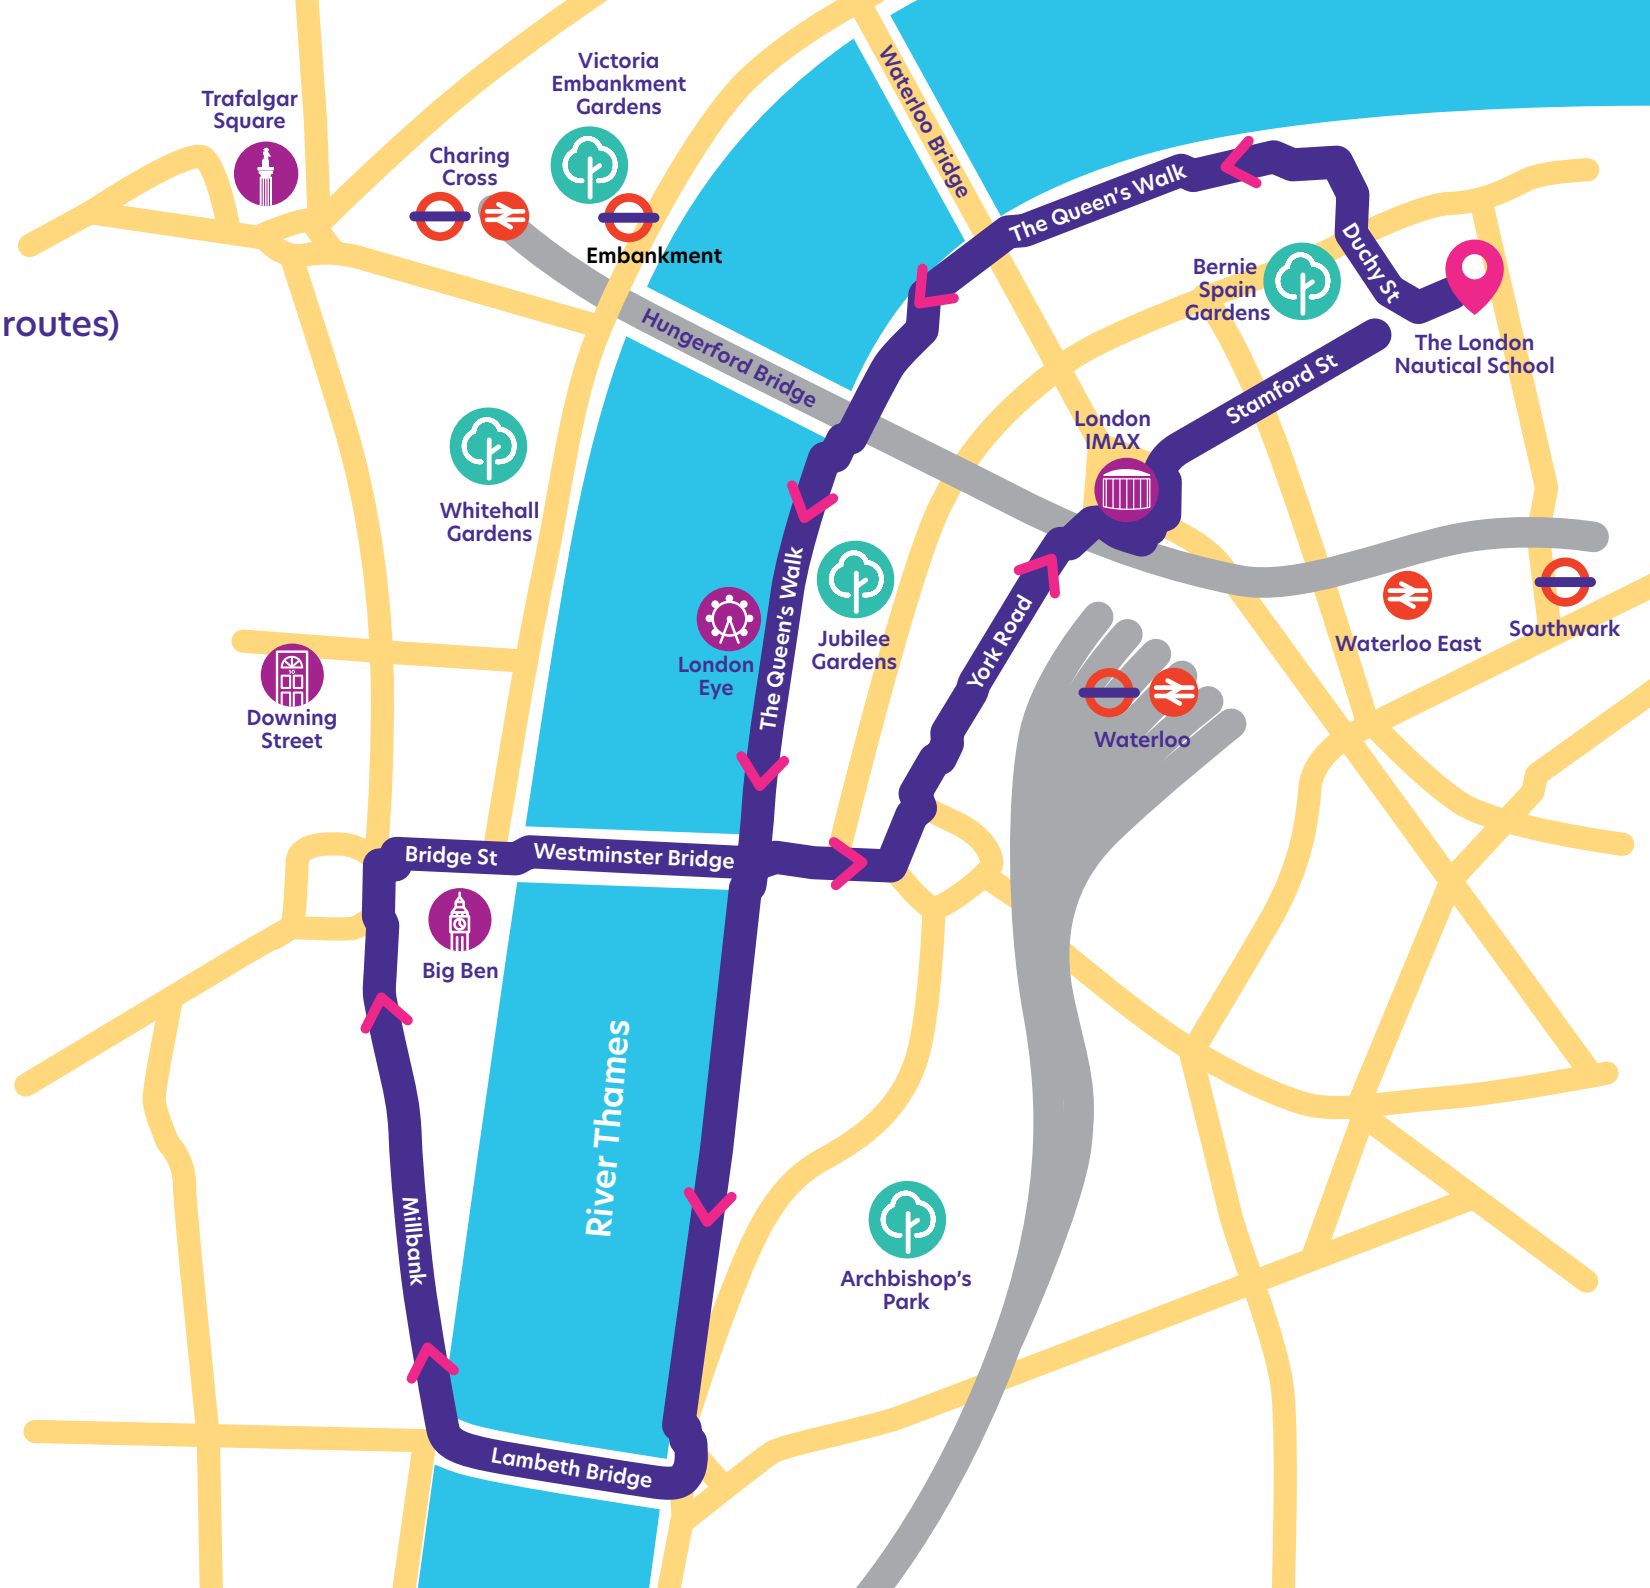 Trafalgar
Square
Victoria
Embankment
Gardens
Charing
Cross
Embankment
Waterloo Bridge
The Queen's Walk
Duchy St
Bernie
Spain
Gardens
The London
Nautical School
routes)
Hungerford Bridge
Stamford St
London
IMAX
Whitehall
Gardens
The Queen's Walk
Jubilee
Gardens
London
Eye
York Road
Waterloo East
Southwark
Waterloo
Downing
Street
Bridge St
Westminster Bridge
Big Ben
River Thames
Millbank
Archbishop's
Park
Lambeth Bridge